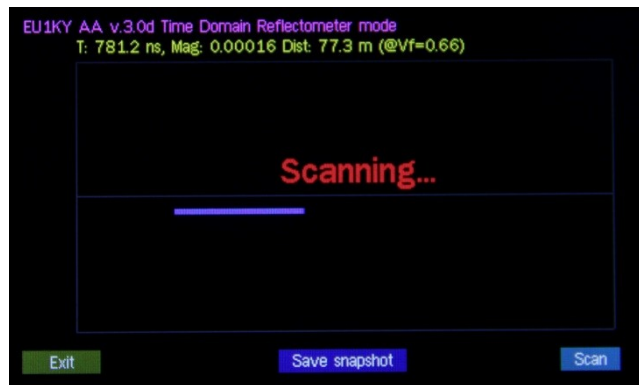 EU1KY AA v.3.0d Time Domain Reflectometer mode
T: 781.2 ns, Mag: 0.00016 Dist: 77.3 m (@Vf=0.66)
Scanning...
Exit
Save snapshot
Scan